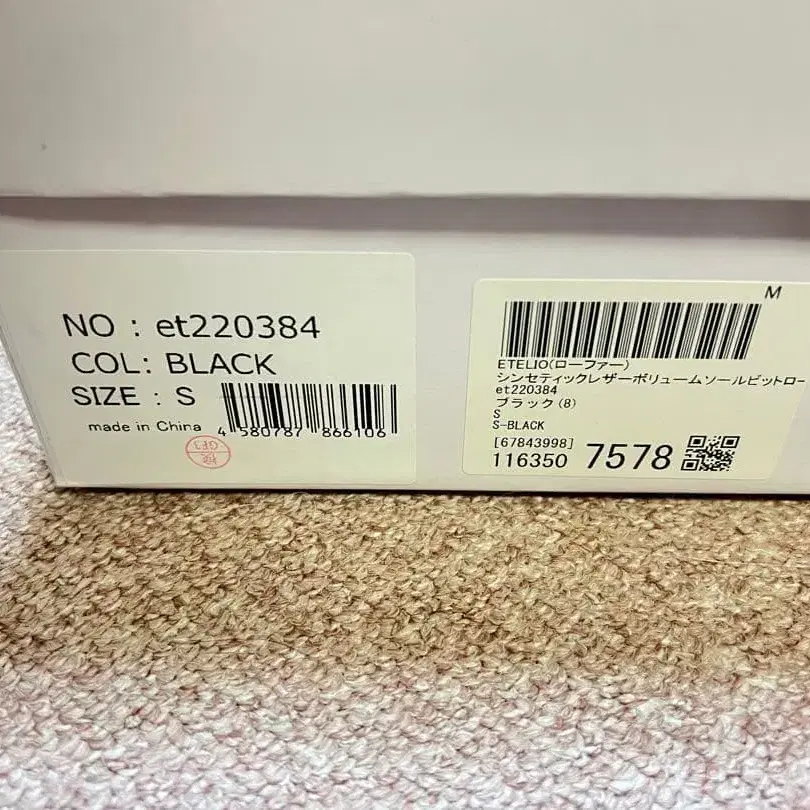 NO : et220384
COL: BLACK
SIZE : S
made in China
4 580787 866106
検
GF3
M
ETELIO(ローファー)
シンセティックレザーボリュームソールビットロー
et220384
ブラック(8)
S
S-BLACK
[67843998]
116350 7578